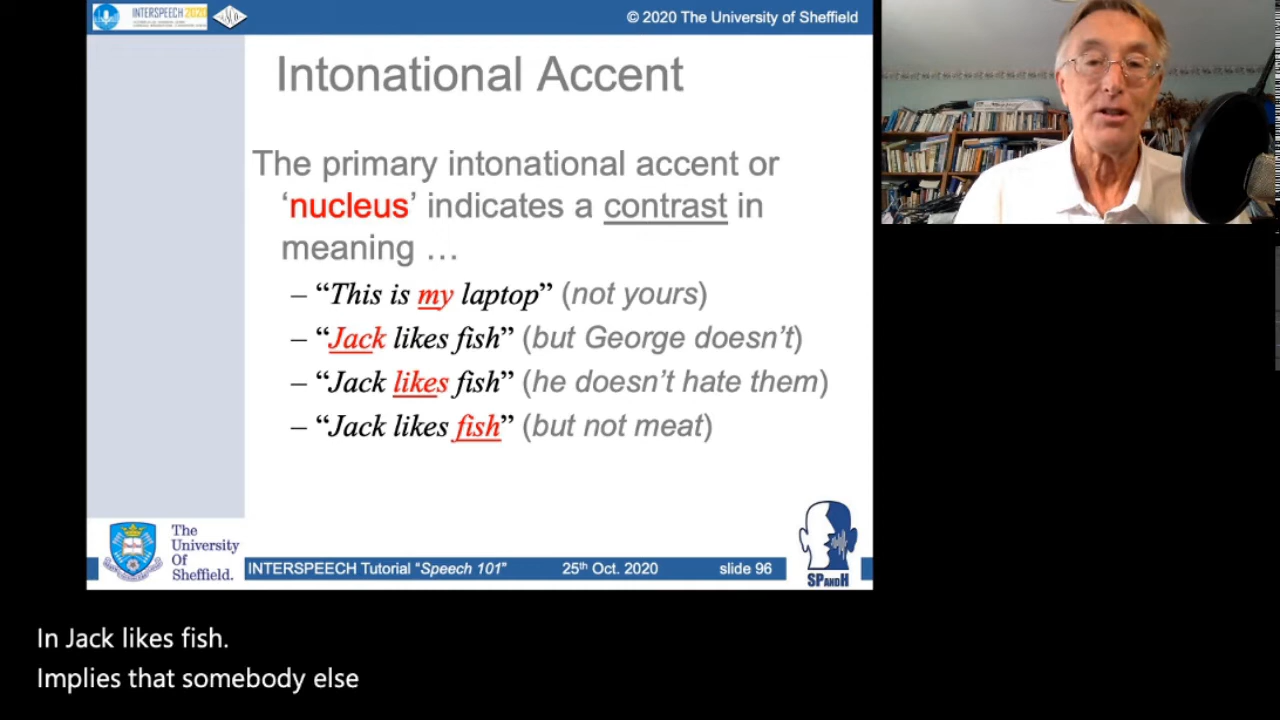 INTERSPEECH 2020
© 2020 The University of Sheffield
Intonational Accent
The primary intonational accent or
‘nucleus’ indicates a contrast in
meaning …
– “This is my laptop” (not yours)
– “Jack likes fish” (but George doesn’t)
– “Jack likes fish” (he doesn’t hate them)
– “Jack likes fish” (but not meat)
The
University
Of
Sheffield.
INTERSPEECH Tutorial “Speech 101” 25th Oct. 2020 slide 96
SPANDH
In Jack likes fish.
Implies that somebody else